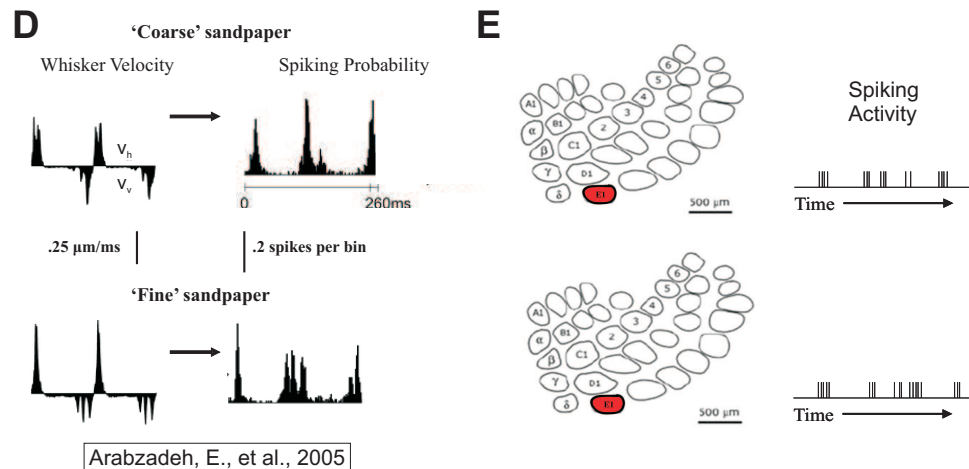 D
'Coarse' sandpaper
Whisker Velocity
Spiking Probability
Vh
Vv
0
260ms
.25 µm/ms
.2 spikes per bin
'Fine' sandpaper
Arabzadeh, E., et al., 2005
E
Spiking
Activity
6
5
4
3
2
A1
B1
C1
D1
E1
α
β
γ
δ
500 µm
Time
6
5
4
3
2
A1
B1
C1
D1
E1
α
β
γ
δ
500 µm
Time